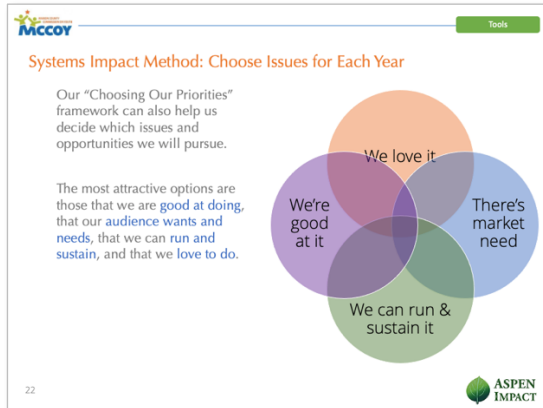 McCOY
Tools
Systems Impact Method: Choose Issues for Each Year
Our “Choosing Our Priorities”
framework can also help us
decide which issues and
opportunities we will pursue.
The most attractive options are
those that we are good at doing,
that our audience wants and
needs, that we can run and
sustain, and that we love to do.
We love it
We’re
good
at it
There’s
market
need
We can run &
sustain it
22
ASPEN
IMPACT